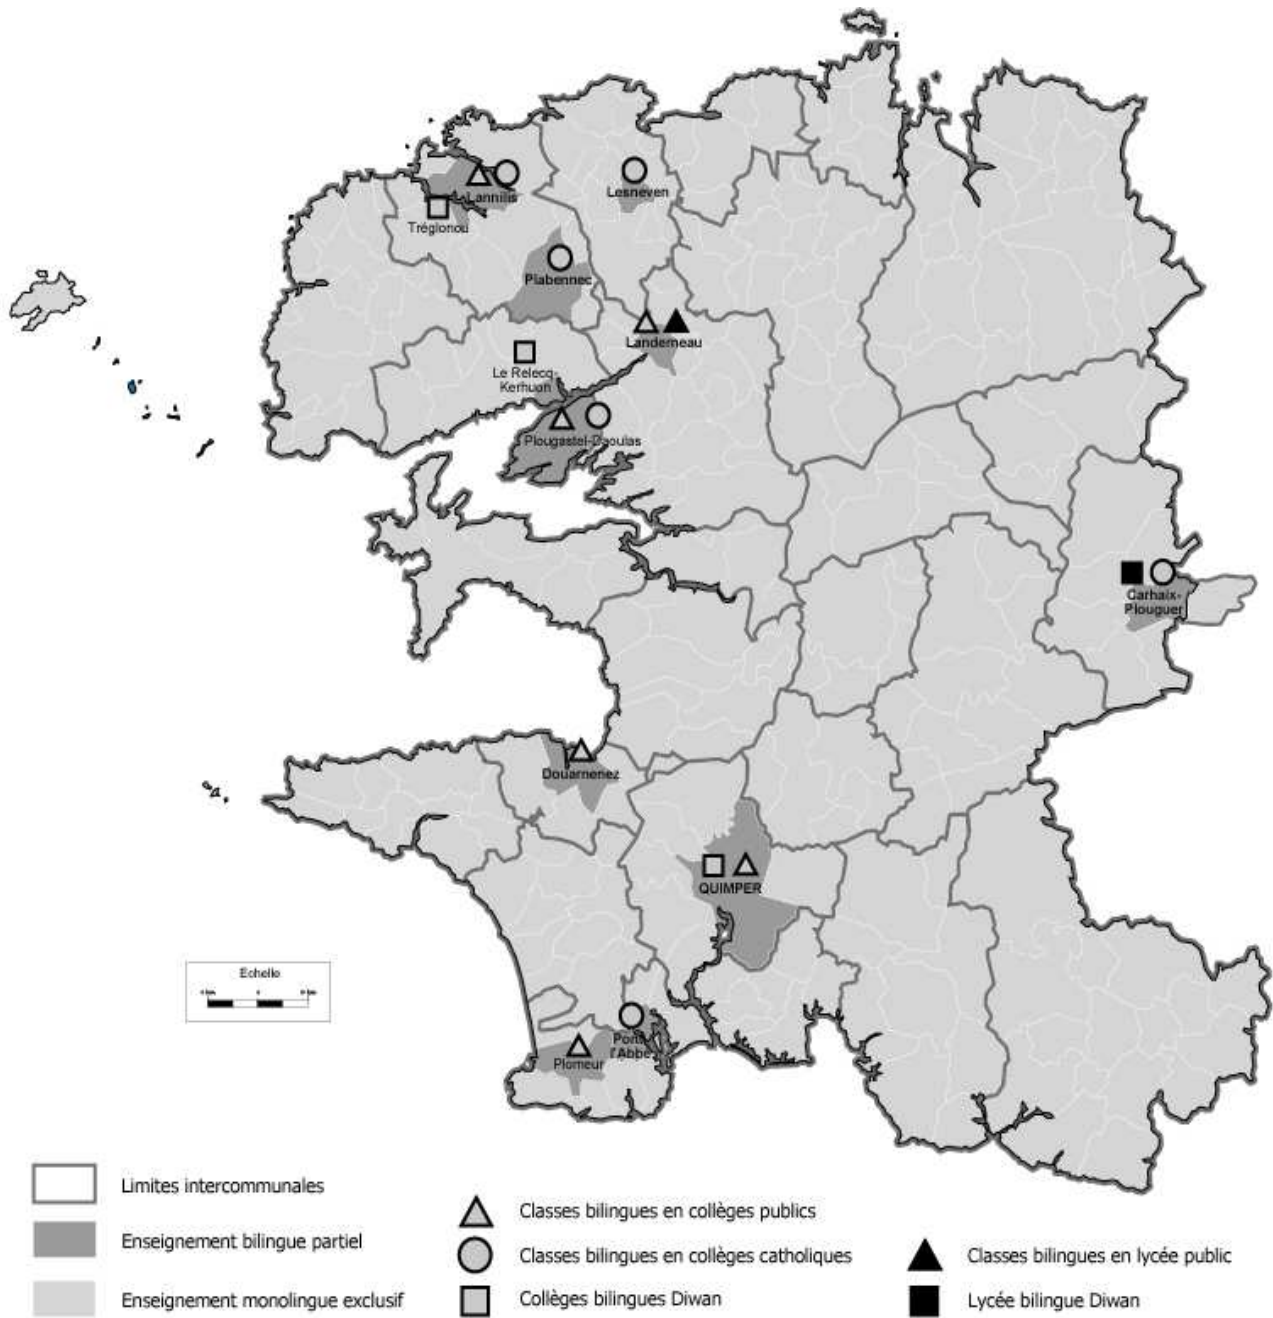 Lannilis
Lesneven
Tréglonou
Plabennec
Landerneau
Le Relecq-
Kerhuon
Plougastel-Daoulas
Carhaix-
Plouguer
Douarnenez
QUIMPER
Echelle
Pont
l'Abbé
Plomeur
Limites intercommunales
Enseignement bilingue partiel
Enseignement monolingue exclusif
Classes bilingues en collèges publics
Classes bilingues en collèges catholiques
Collèges bilingues Diwan
Classes bilingues en lycée public
Lycée bilingue Diwan